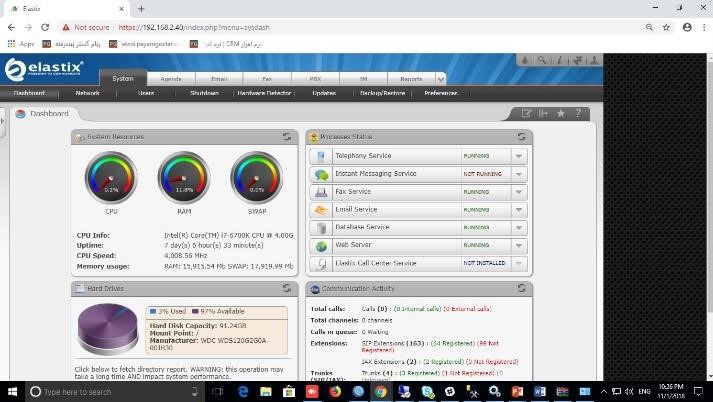 Elastix
Not secure | https://192.168.2.40/index.php?menu=sysdash
Apps پیام گستر پیشرفته www.payamgostar.c نرم افزار CRM | نرم افزا
elastix
FREEDOM TO COMMUNICATE
System Agenda Email Fax PBX IM Reports
Dashboard Network Users Shutdown Hardware Detector Updates Backup/Restore Preferences
Dashboard
System Resources
0.1% 11.8% 0.0%
CPU RAM SWAP
CPU Info: Intel(R) Core(TM) i7-6700K CPU @ 4.00G
Uptime: 7 day(s) 6 hour(s) 33 minute(s)
CPU Speed: 4,008.56 MHz
Memory usage: RAM: 15,915.54 Mb SWAP: 17,919.99 Mb
Processes Status
Telephony Service RUNNING
Instant Messaging Service NOT RUNNING
Fax Service RUNNING
Email Service RUNNING
Database Service RUNNING
Web Server RUNNING
Elastix Call Center Service NOT INSTALLED
Hard Drives
3% Used 97% Available
Hard Disk Capacity: 91.24GB
Mount Point: /
Manufacturer: WDC WDS120G2G0A-
00JH30
Click below to fetch directory report. WARNING: this operation may
take a long time AND impact system performance.
Communication Activity
Total calls: Calls (0) : (0 Internal calls) (0 External calls)
Total channels: 0 channels
Calls in queue: 0 Waiting
Extensions: SIP Extensions (163) : (64 Registered) (99 Not
Registered)
IAX Extensions (2) : (2 Registered) (0 Not Registered)
Trunks (SIP/IAX): Trunks (4) : (3 Registered) (1 Not Registered) (0
Unknown)
Type here to search
ENG
10:26 PM
11/1/2018